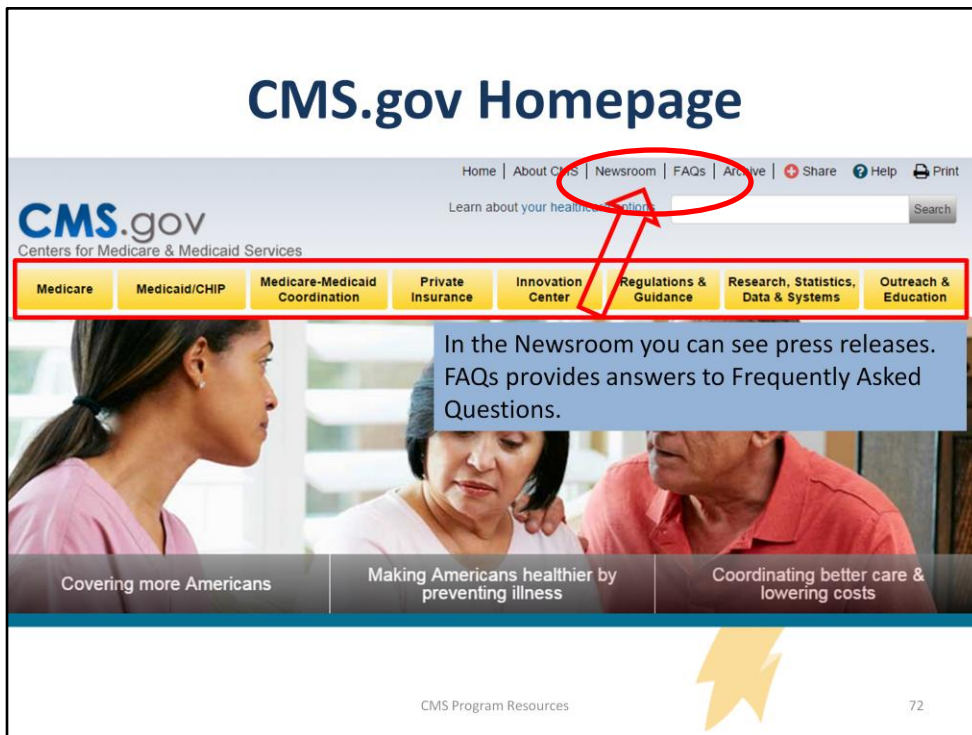 CMS.gov Homepage
Home | About CMS | Newsroom | FAQs | Archive | Share Help Print
Learn about your healthcare options Search
CMS.gov
Centers for Medicare & Medicaid Services
Medicare
Medicaid/CHIP
Medicare-Medicaid
Coordination
Private
Insurance
Innovation
Center
Regulations &
Guidance
Research, Statistics,
Data & Systems
Outreach &
Education
In the Newsroom you can see press releases.
FAQs provides answers to Frequently Asked
Questions.
Covering more Americans
Making Americans healthier by
preventing illness
Coordinating better care &
lowering costs
CMS Program Resources
72